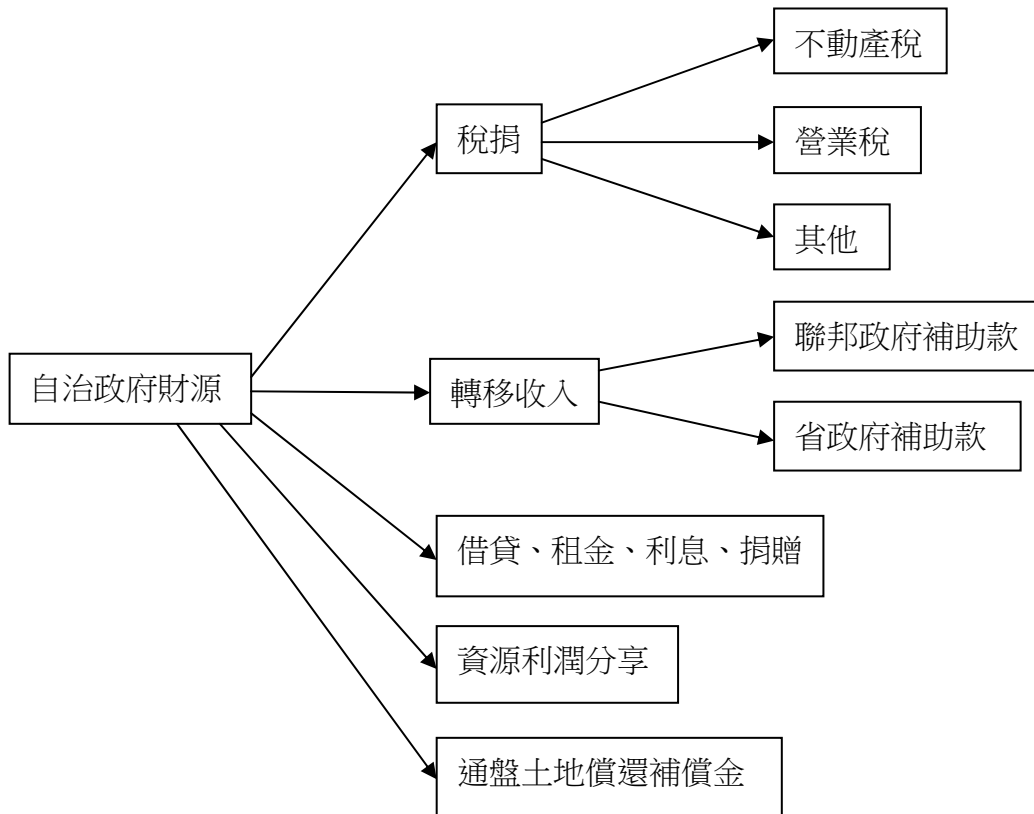 不動產稅
稅捐
營業稅
其他
聯邦政府補助款
自治政府財源
轉移收入
省政府補助款
借貸、租金、利息、捐贈
資源利潤分享
通盤土地償還補償金